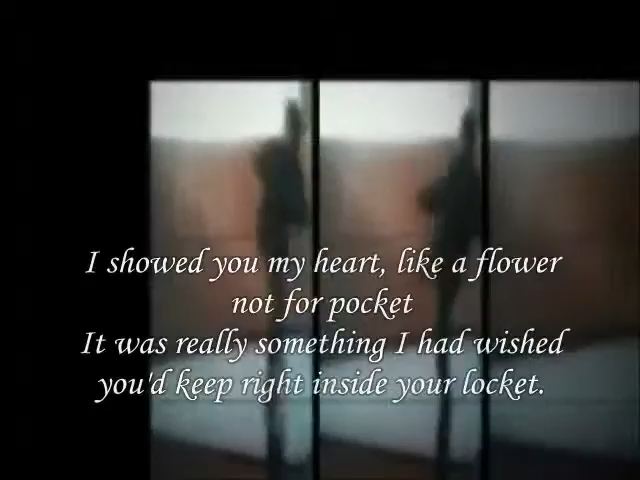 I showed you my heart, like a flower
not for pocket
It was really something I had wished
you'd keep right inside your locket.